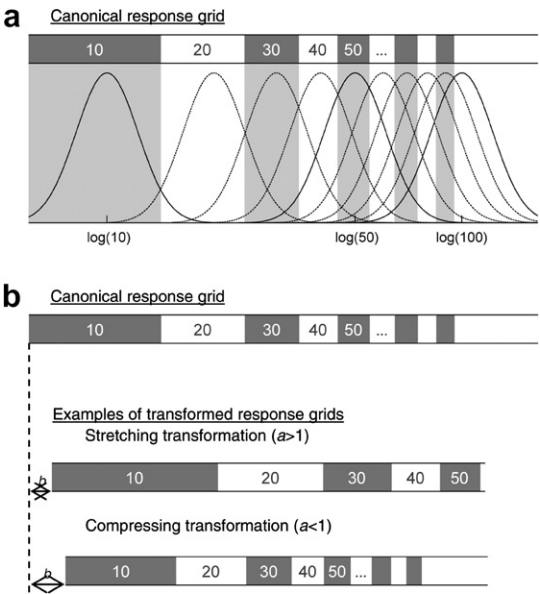 a
Canonical response grid
10 20 30 40 50 ...
log(10) log(50) log(100)
b
Canonical response grid
10 20 30 40 50 ...
Examples of transformed response grids
Stretching transformation (a>1)
b 10 20 30 40 50
Compressing transformation (a<1)
b 10 20 30 40 50 ...